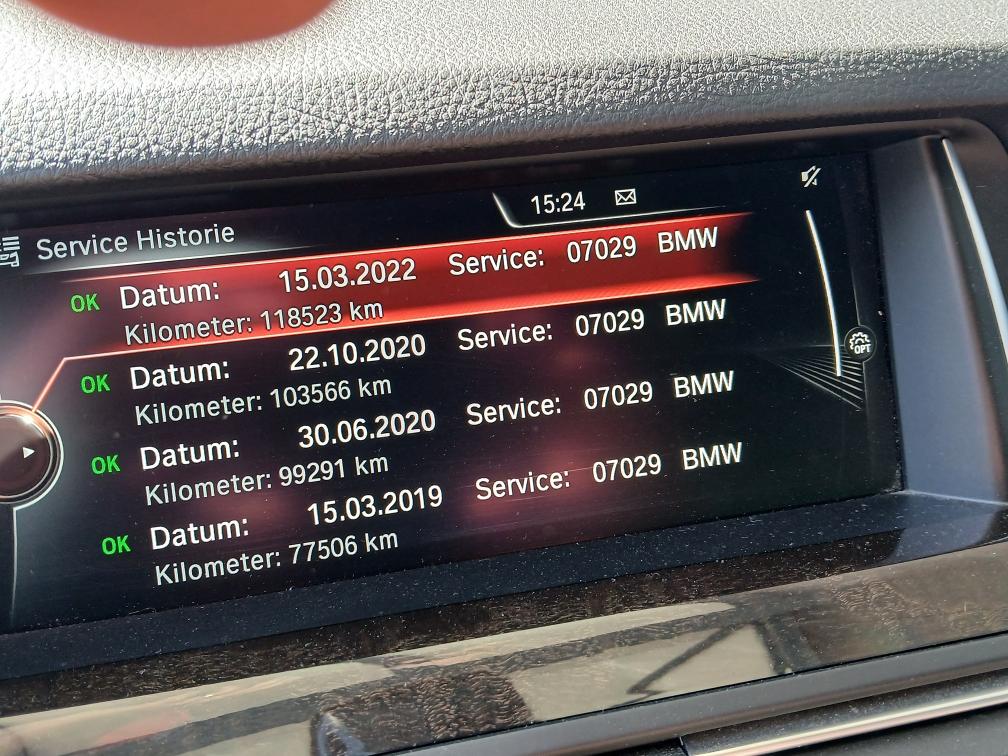 15:24
Service Historie
OK Datum: 15.03.2022 Service: 07029 BMW
Kilometer: 118523 km
OK Datum: 22.10.2020 Service: 07029 BMW
Kilometer: 103566 km
OK Datum: 30.06.2020 Service: 07029 BMW
Kilometer: 99291 km
OK Datum: 15.03.2019 Service: 07029 BMW
Kilometer: 77506 km
OPT